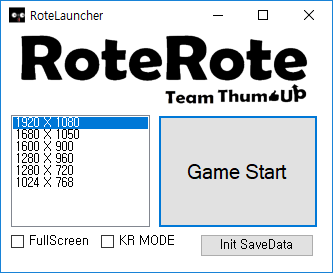 RoteLauncher
RoteRote
Team ThumbUp
1920 X 1080
1680 X 1050
1600 X 900
1280 X 960
1280 X 720
1024 X 768
Game Start
FullScreen
KR MODE
Init SaveData